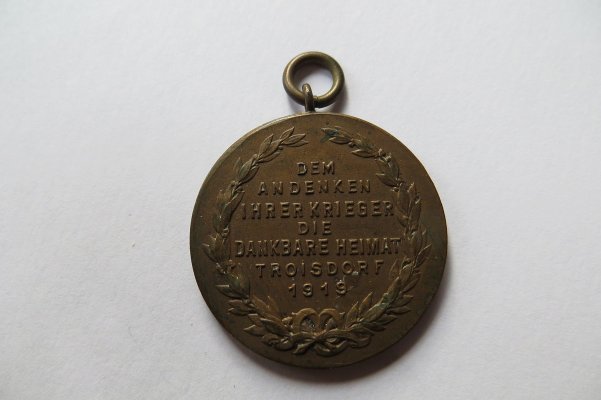 DEM
ANDENKEN
IHRER KRIEGER
DIE
DANKBARE HEIMAT
TROISDORF
1919